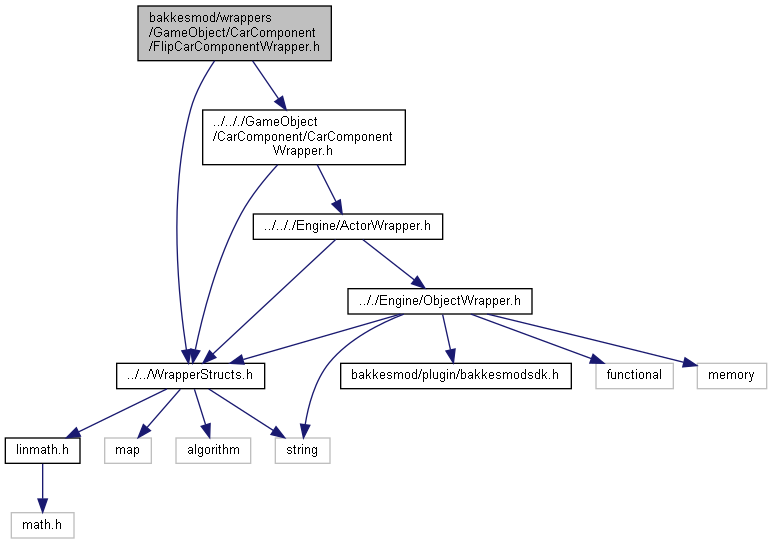 bakkesmod/wrappers
/GameObject/CarComponent
/FlipCarComponentWrapper.h
../.././GameObject
/CarComponent/CarComponent
Wrapper.h
../.././Engine/ActorWrapper.h
.././Engine/ObjectWrapper.h
../../WrapperStructs.h
bakkesmod/plugin/bakkesmodsdk.h
functional
memory
linmath.h
map
algorithm
string
math.h